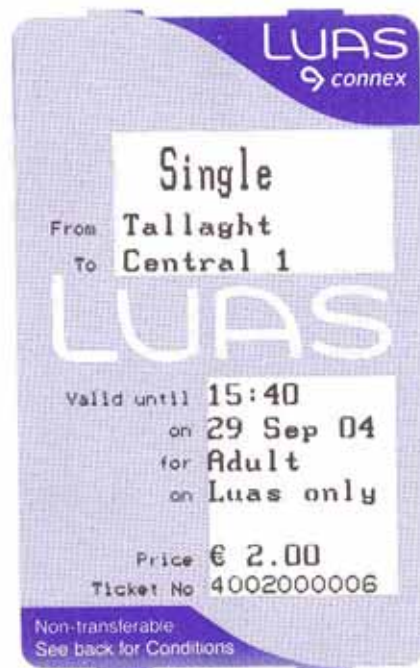 LUAS
connex
Single
From Tallaght
To Central 1
LUAS
Valid until 15:40
on 29 Sep 04
for Adult
on Luas only
Price € 2.00
Ticket No 4002000006
Non-transferable
See back for Conditions